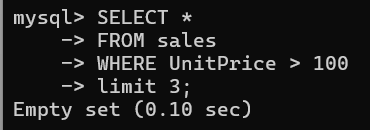 mysql> SELECT *
    -> FROM sales
    -> WHERE UnitPrice > 100
    -> limit 3;
Empty set (0.10 sec)